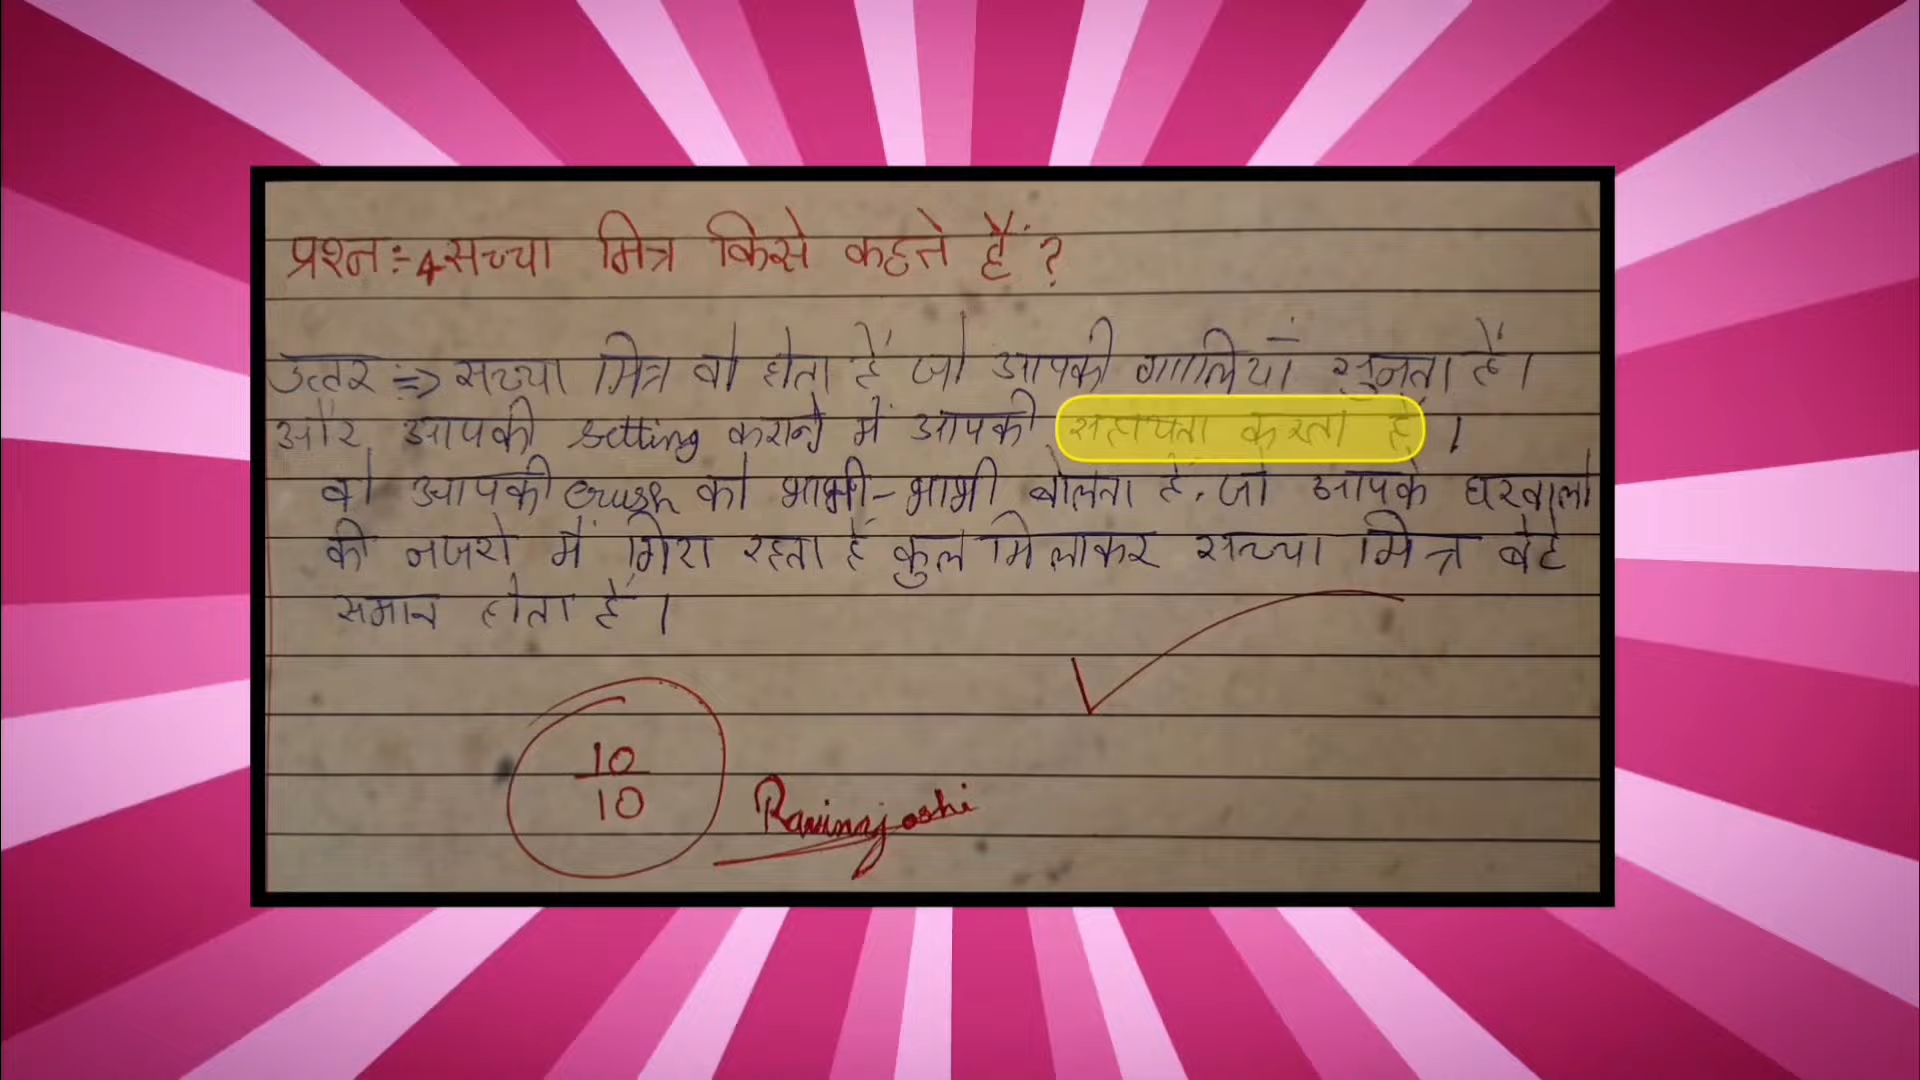 प्रश्न:-4 सच्चा मित्र किसे कहते हैं ?
उत्तर => सच्चा मित्र वो होता हैं जो आपकी गालियाँ सुनता हैं।
और आपकी setting कराने में आपकी सहायता करता हैं ।
वो आपकी crush को भाभी-भाभी बोलता हैं. जो आपके घरवालो
की नजरो में गिरा रहता हैं कुल मिलाकर सच्चा मित्र बेटे
समान होता हैं ।
10
10